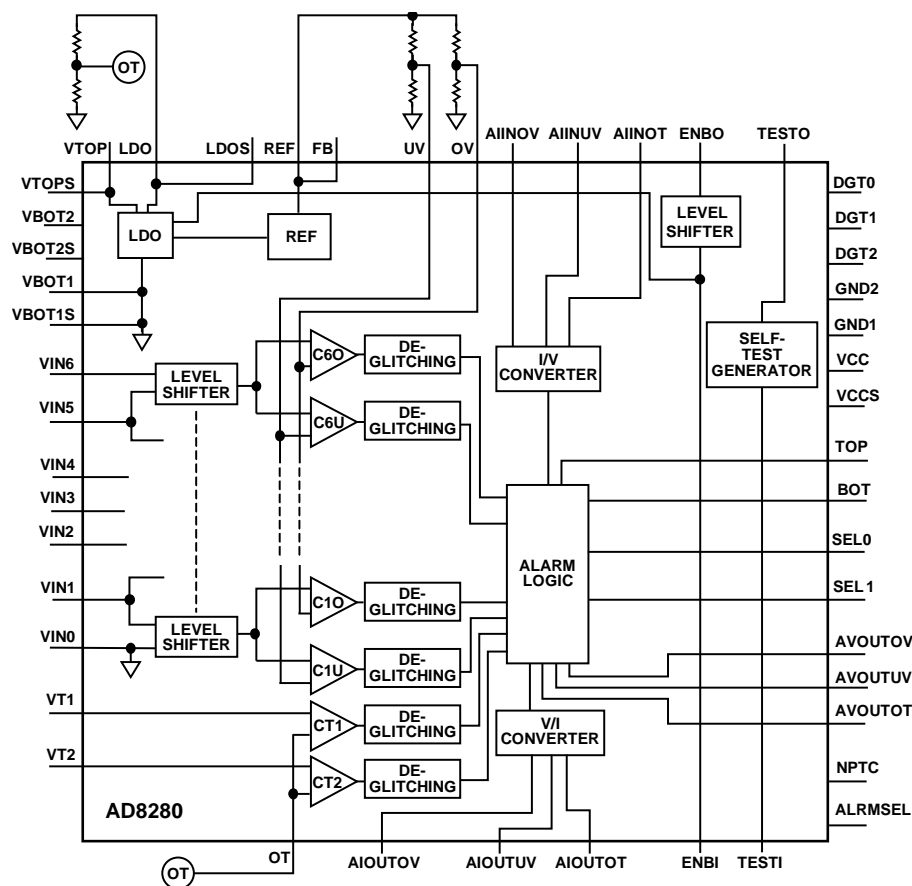 OT
VTOP LDO LDOS REF FB UV OV AIINOV AIINUV AIINOT ENBO TESTO
VTOPS
VBOT2
VBOT2S
VBOT1
VBOT1S
VIN6
VIN5
VIN4
VIN3
VIN2
VIN1
VIN0
VT1
VT2
LDO
REF
LEVEL
SHIFTER
LEVEL
SHIFTER
LEVEL
SHIFTER
C6O
DE-
GLITCHING
C6U
DE-
GLITCHING
C1O
DE-
GLITCHING
C1U
DE-
GLITCHING
CT1
DE-
GLITCHING
CT2
DE-
GLITCHING
I/V
CONVERTER
ALARM
LOGIC
V/I
CONVERTER
SELF-
TEST
GENERATOR
DGT0
DGT1
DGT2
GND2
GND1
VCC
VCCS
TOP
BOT
SEL0
SEL1
AVOUTOV
AVOUTUV
AVOUTOT
NPTC
ALRMSEL
AD8280
OT
OT AIOUTOV AIOUTUV AIOUTOT ENBI TESTI